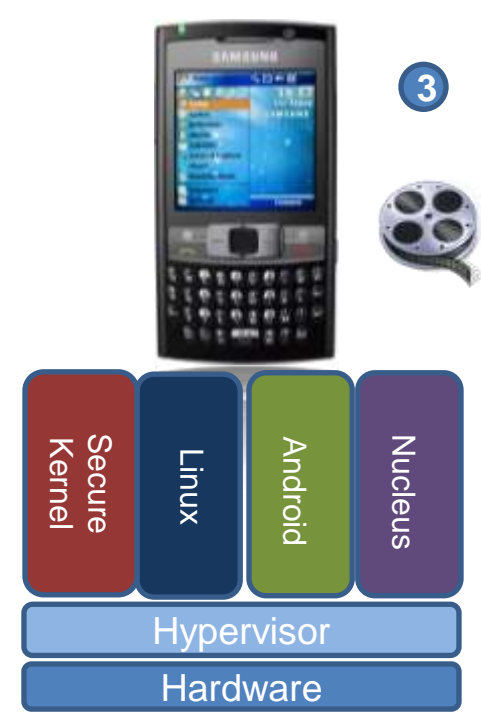 SAMSUNG
3
Secure
Kernel
Linux
Android
Nucleus
Hypervisor
Hardware